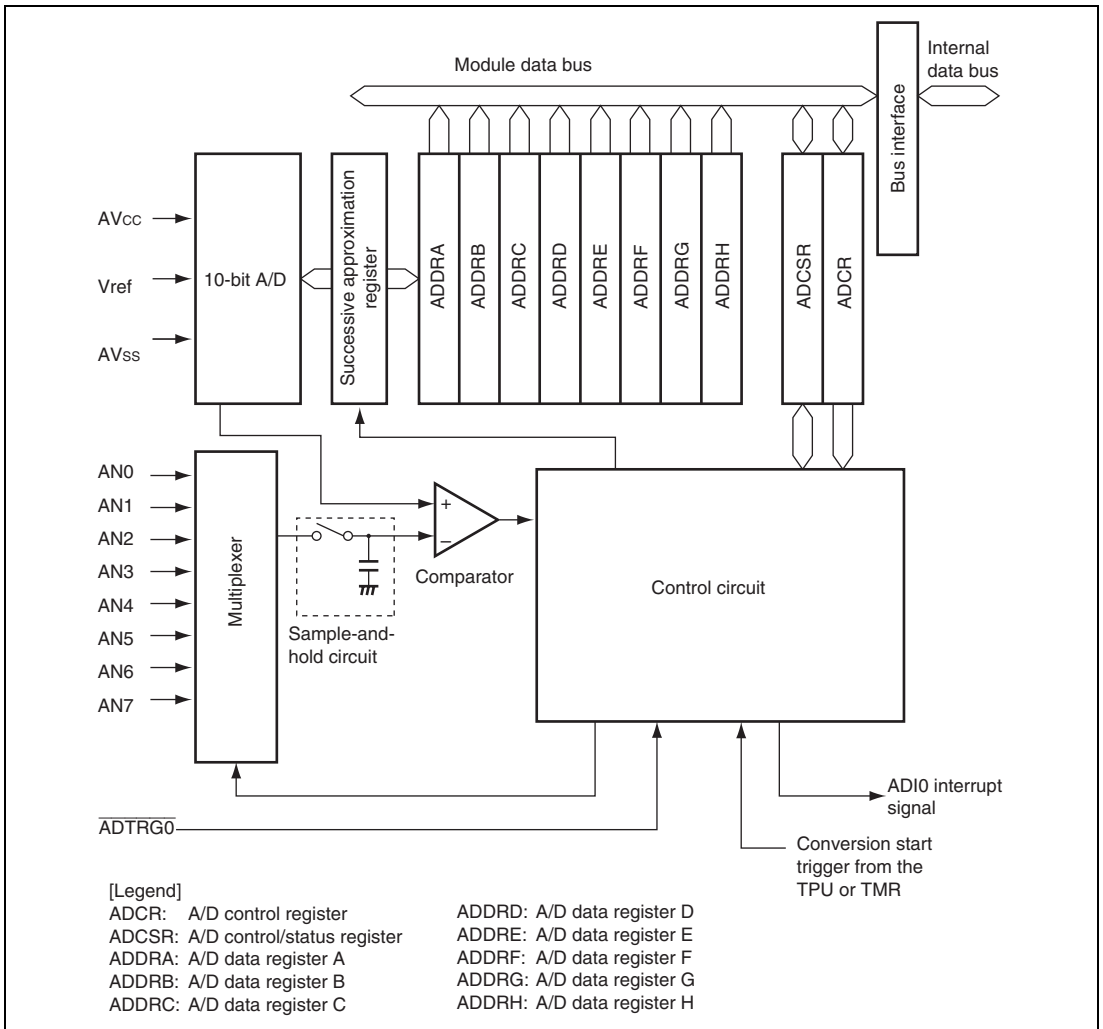 Module data bus
Internal
data bus
Bus interface
AVcc
Vref
AVss
10-bit A/D
Successive approximation
register
ADDRA
ADDRB
ADDRC
ADDRD
ADDRE
ADDRF
ADDRG
ADDRH
ADCSR
ADCR
AN0
AN1
AN2
AN3
AN4
AN5
AN6
AN7
Multiplexer
+
–
Comparator
Sample-and-
hold circuit
Control circuit
ADI0 interrupt
signal
ADTRG0
Conversion start
trigger from the
TPU or TMR
[Legend]
ADCR: A/D control register
ADCSR: A/D control/status register
ADDRA: A/D data register A
ADDRB: A/D data register B
ADDRC: A/D data register C
ADDRD: A/D data register D
ADDRE: A/D data register E
ADDRF: A/D data register F
ADDRG: A/D data register G
ADDRH: A/D data register H